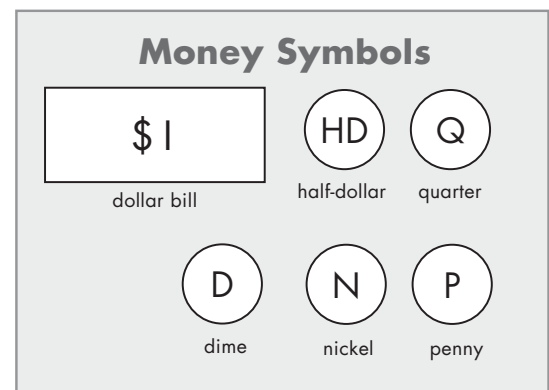 Money Symbols
$1 HD Q
dollar bill half-dollar quarter
D N P
dime nickel penny